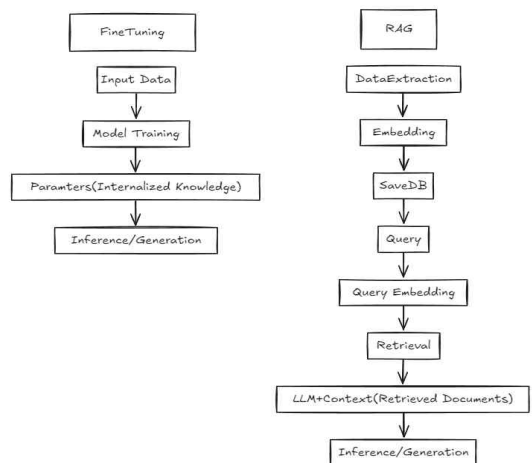 FineTuning
Input Data
Model Training
Paramters(Internalized Knowledge)
Inference/Generation
RAG
DataExtraction
Embedding
SaveDB
Query
Query Embedding
Retrieval
LLM+Context(Retrieved Documents)
Inference/Generation